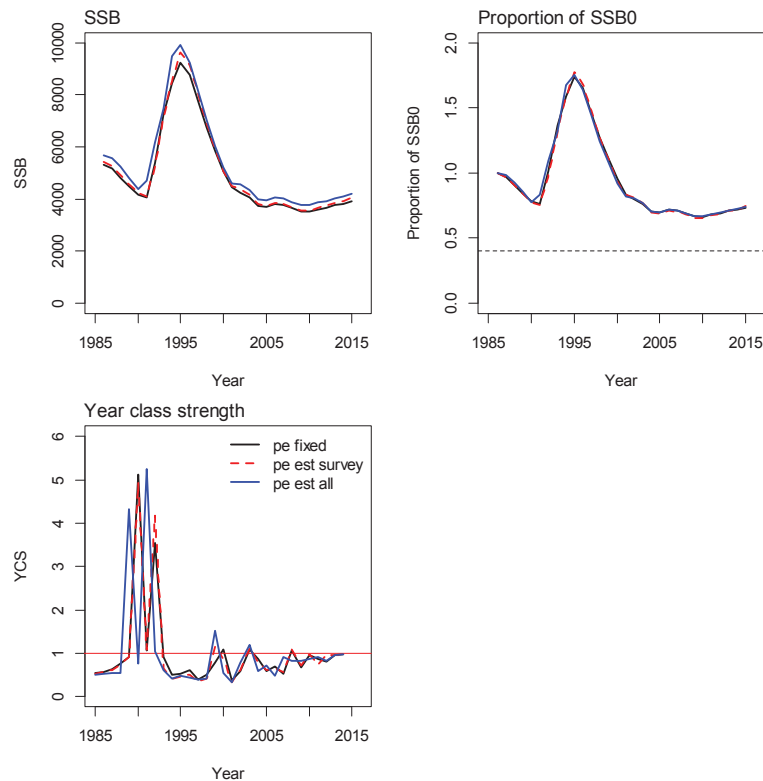 SSB
10000
8000
6000
4000
2000
0
SSB
1985 1995 2005 2015
Year
Proportion of SSB0
2.0
1.5
1.0
0.5
0.0
Proportion of SSB0
1985 1995 2005 2015
Year
Year class strength
6
5
4
3
2
1
0
YCS
pe fixed
pe est survey
pe est all
1985 1995 2005 2015
Year